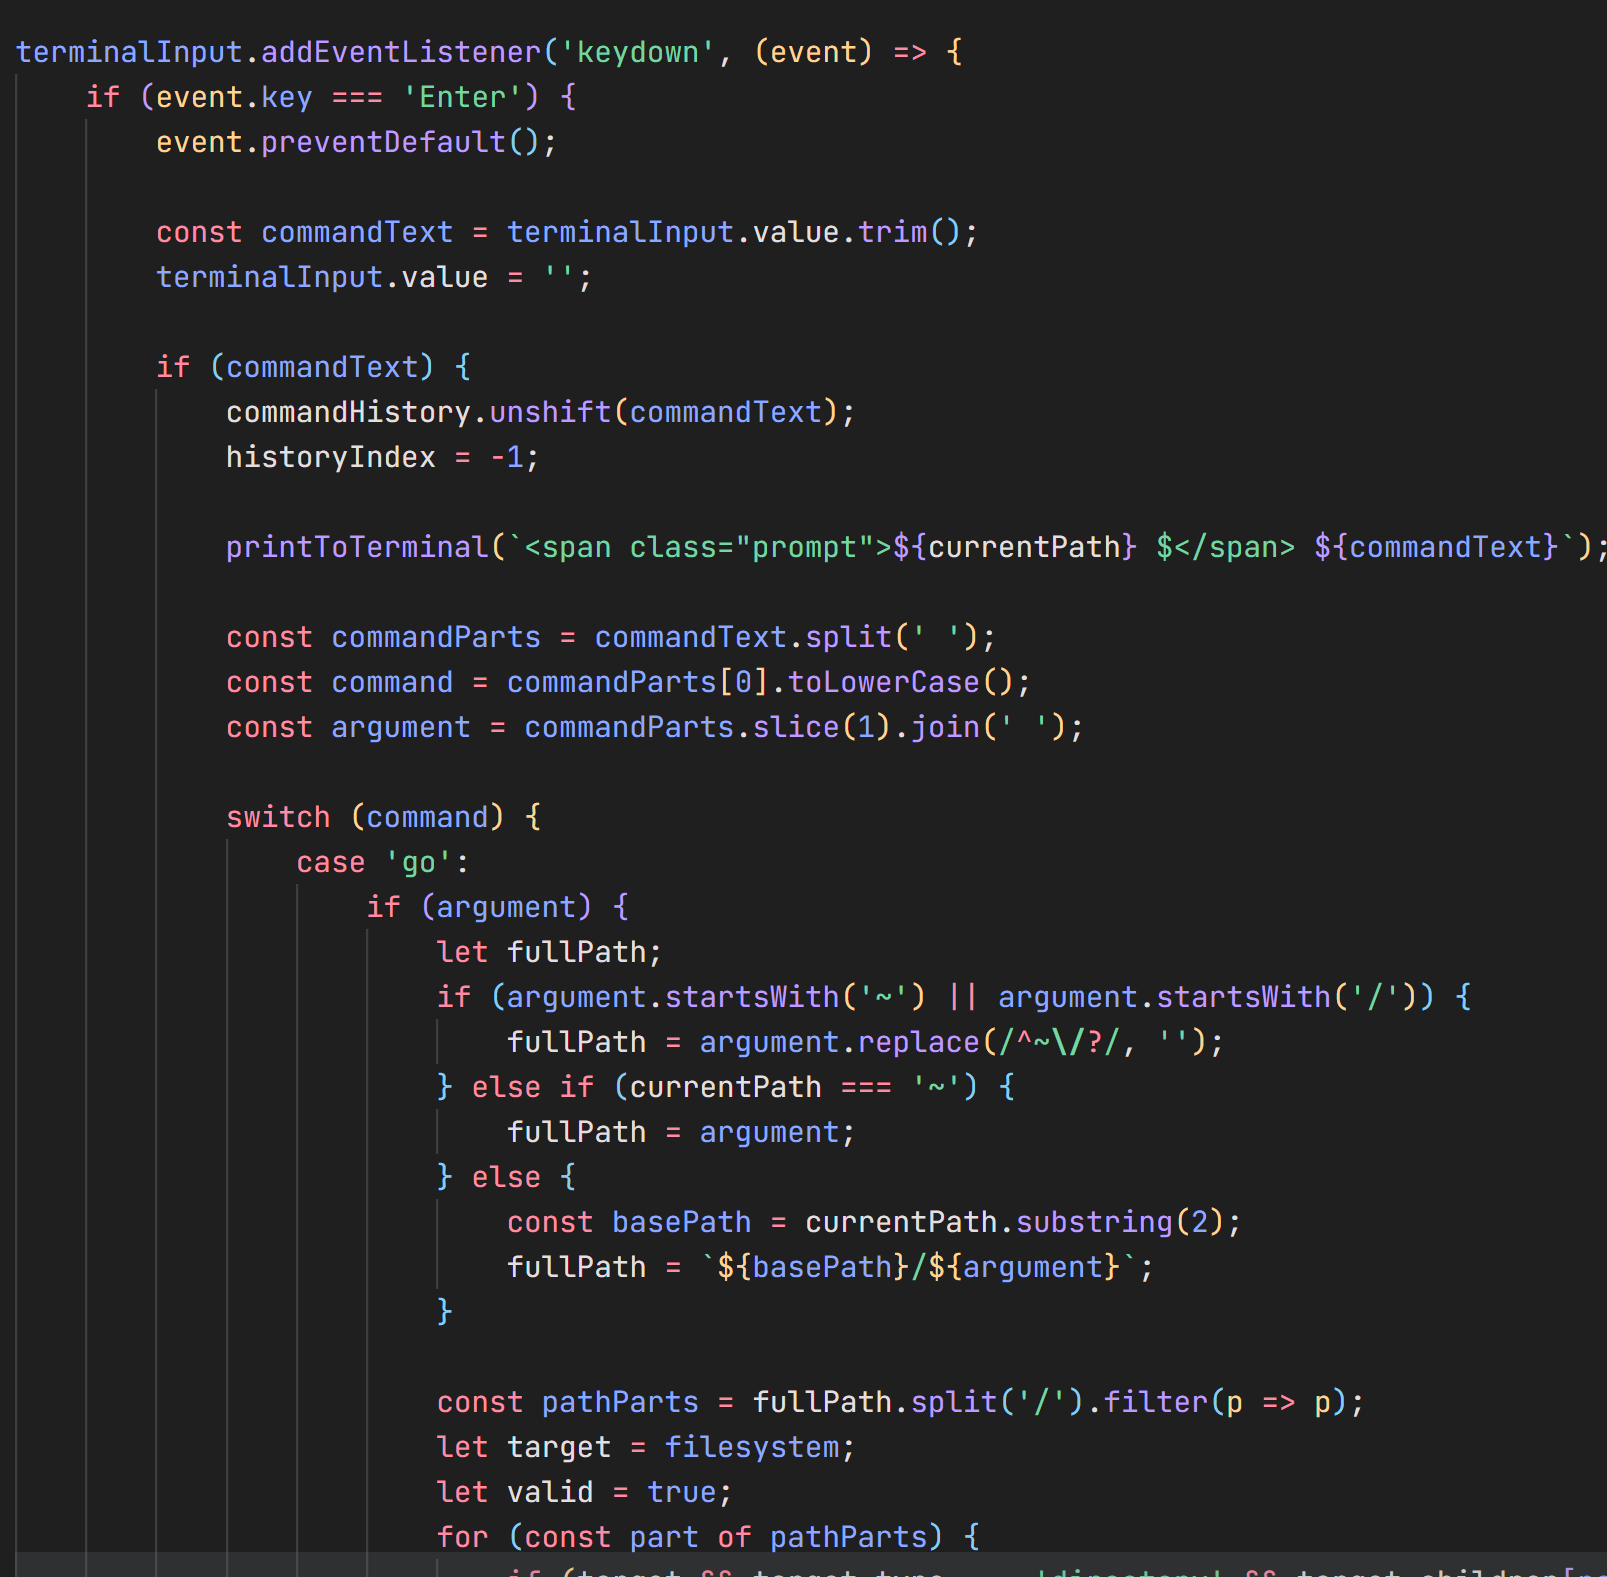 terminalInput.addEventListener('keydown', (event) => {
    if (event.key === 'Enter') {
        event.preventDefault();

        const commandText = terminalInput.value.trim();
        terminalInput.value = '';

        if (commandText) {
            commandHistory.unshift(commandText);
            historyIndex = -1;

            printToTerminal(`<span class="prompt">${currentPath} $</span> ${commandText}`);

            const commandParts = commandText.split(' ');
            const command = commandParts[0].toLowerCase();
            const argument = commandParts.slice(1).join(' ');

            switch (command) {
                case 'go':
                    if (argument) {
                        let fullPath;
                        if (argument.startsWith('~') || argument.startsWith('/')) {
                            fullPath = argument.replace(/^~\/?/, '');
                        } else if (currentPath === '~') {
                            fullPath = argument;
                        } else {
                            const basePath = currentPath.substring(2);
                            fullPath = `${basePath}/${argument}`;
                        }

                        const pathParts = fullPath.split('/').filter(p => p);
                        let target = filesystem;
                        let valid = true;
                        for (const part of pathParts) {